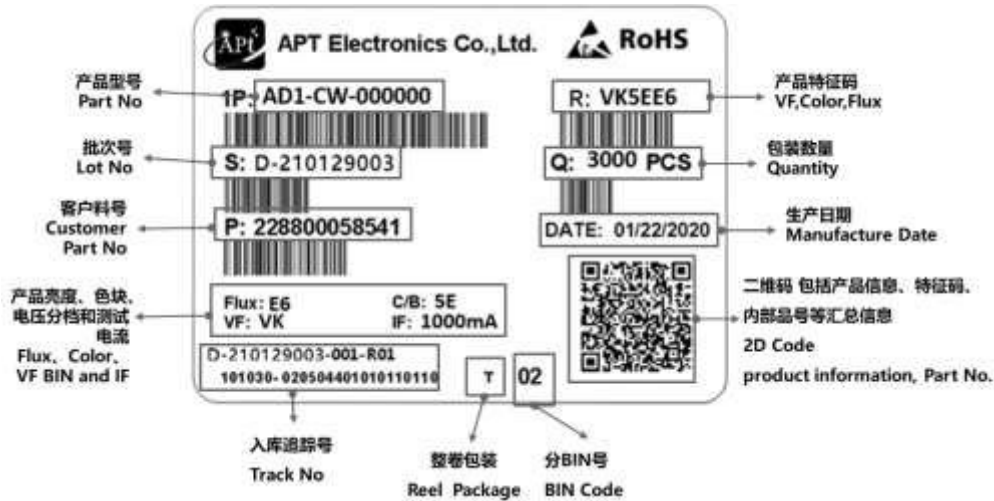 APT
APT Electronics Co.,Ltd.
RoHS
产品型号
Part No
1P: AD1-CW-000000
R: VK5EE6
产品特征码
VF,Color,Flux
批次号
Lot No
S: D-210129003
Q: 3000 PCS
包装数量
Quantity
客户料号
Customer
Part No
P: 228800058541
DATE: 01/22/2020
生产日期
Manufacture Date
产品亮度、色块、
电压分档和测试
电流
Flux、Color、
VF BIN and IF
Flux: E6
C/B: 5E
VF: VK
IF: 1000mA
二维码 包括产品信息、特征码、
内部品号等汇总信息
2D Code
product information, Part No.
D-210129003-001-R01
101030-020504401010110110
T
02
入库追踪号
Track No
整卷包装
Reel Package
分BIN号
BIN Code